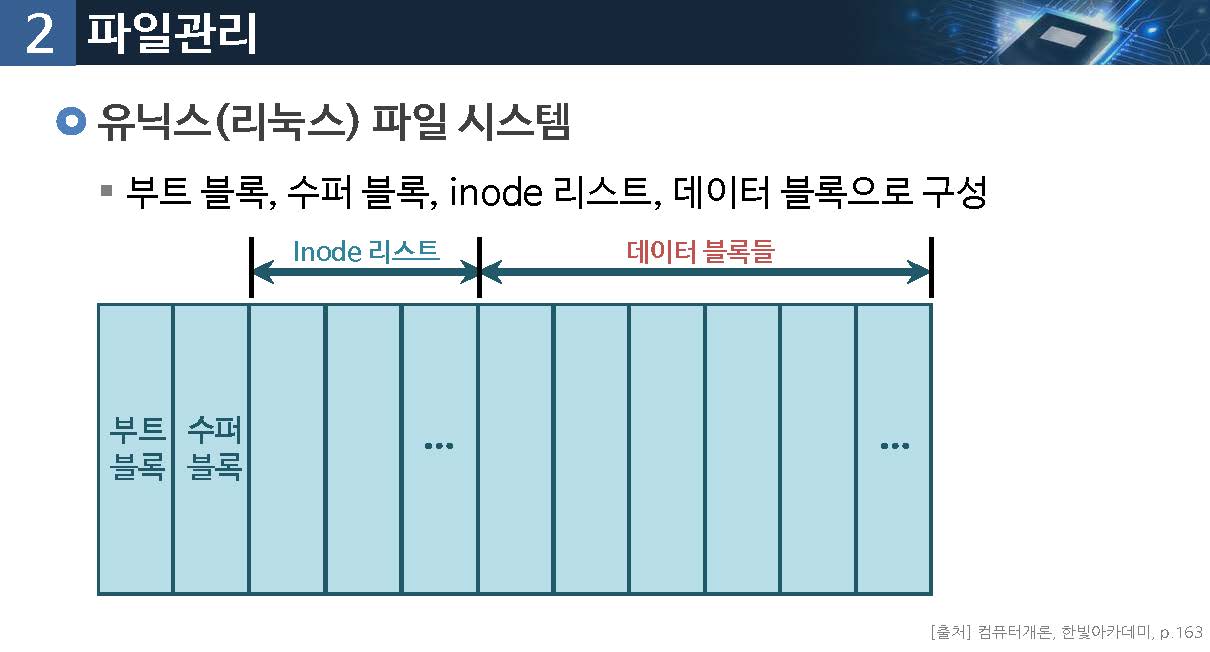 2 파일관리
유닉스(리눅스) 파일 시스템
▪ 부트 블록, 수퍼 블록, inode 리스트, 데이터 블록으로 구성
Inode 리스트
데이터 블록들
부트
블록
수퍼
블록
...
...
[출처] 컴퓨터개론, 한빛아카데미, p.163